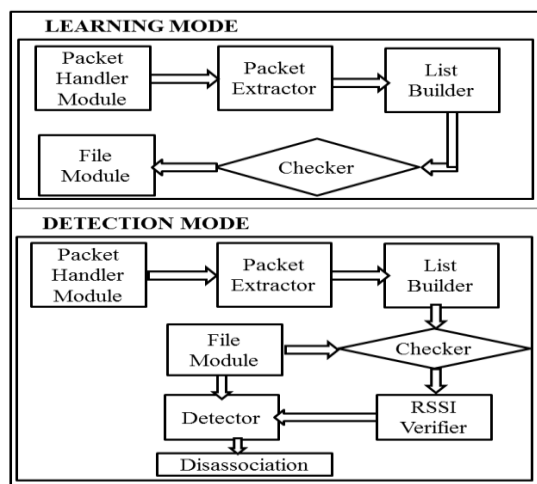 LEARNING MODE
Packet
Handler
Module
Packet
Extractor
List
Builder
File
Module
Checker
DETECTION MODE
Packet
Handler
Module
Packet
Extractor
List
Builder
File
Module
Checker
Detector
RSSI
Verifier
Disassociation